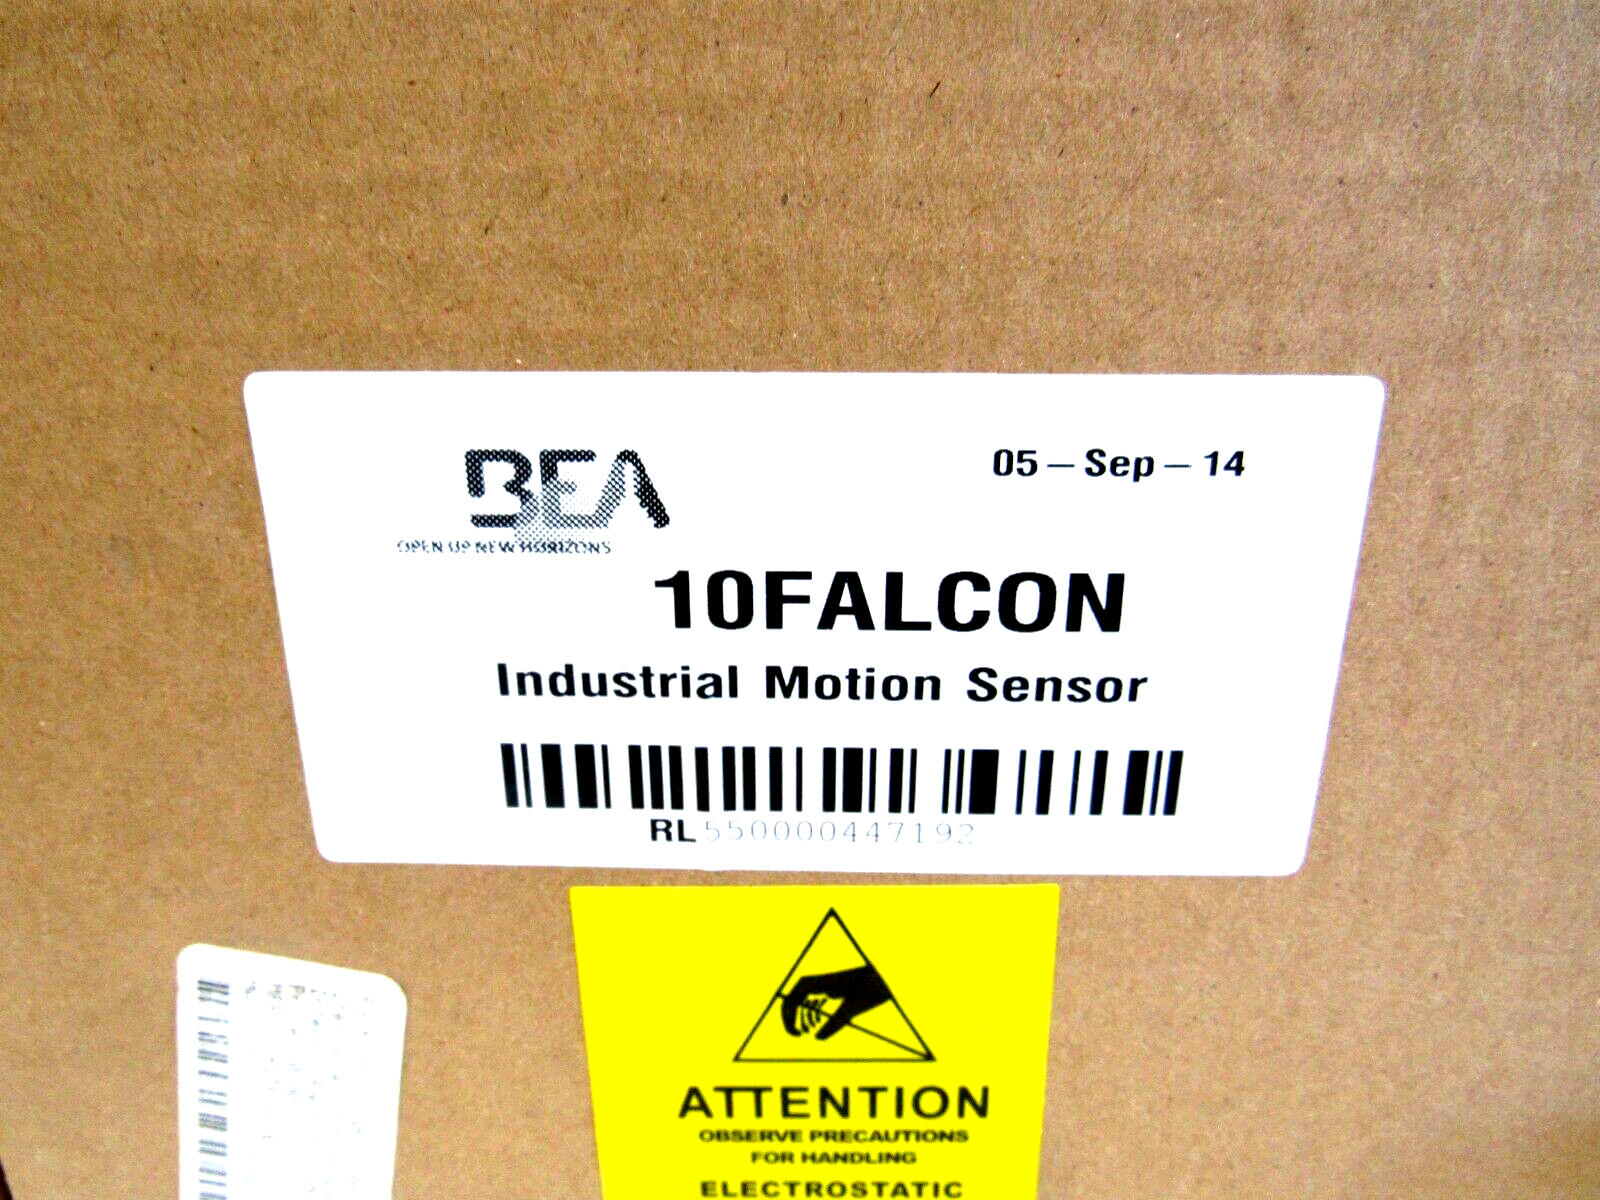 BEA
05-Sep-14
OPEN UP NEW HORIZONS
10FALCON
Industrial Motion Sensor
RL550000447192
ATTENTION
OBSERVE PRECAUTIONS
FOR HANDLING
ELECTROSTATIC